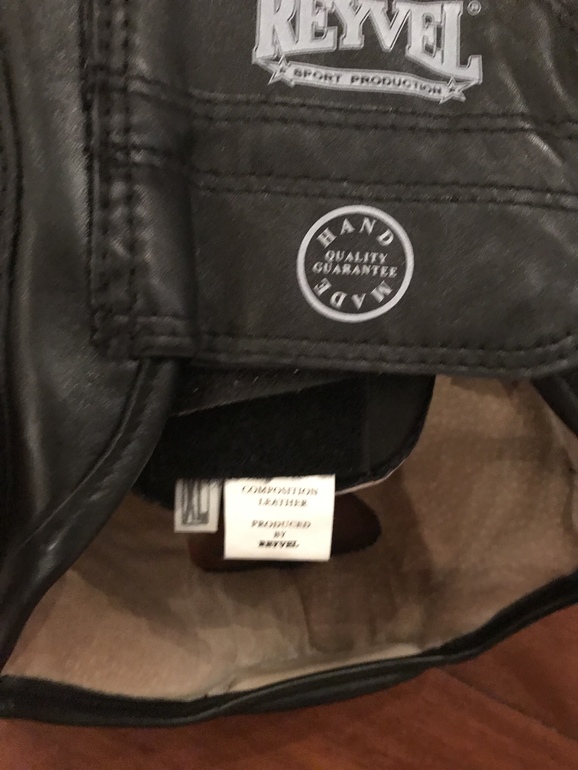 REYVEL®
SPORT PRODUCTION
HAND
QUALITY
GUARANTEE
MADE
XL
COMPOSITION
LEATHER
PRODUCED
BY
REYVEL